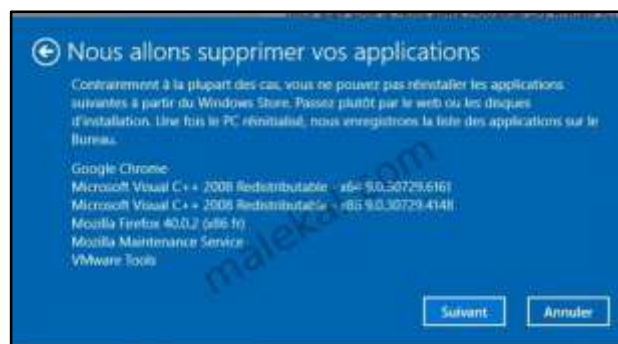 Nous allons supprimer vos applications
Contrairement à la plupart des cas, vous ne pouvez pas réinstaller les applications
suivantes à partir du Windows Store. Passez plutôt par le web ou les disques
d'installation. Une fois le PC réinitialisé, nous enregistrons la liste des applications sur le
Bureau.
Google Chrome
Microsoft Visual C++ 2008 Redistributable - x64 9.0.30729.6161
Microsoft Visual C++ 2008 Redistributable - x86 9.0.30729.4148
Mozilla Firefox 40.0.2 (x86 fr)
Mozilla Maintenance Service
VMware Tools
malekal.com
Suivant
Annuler